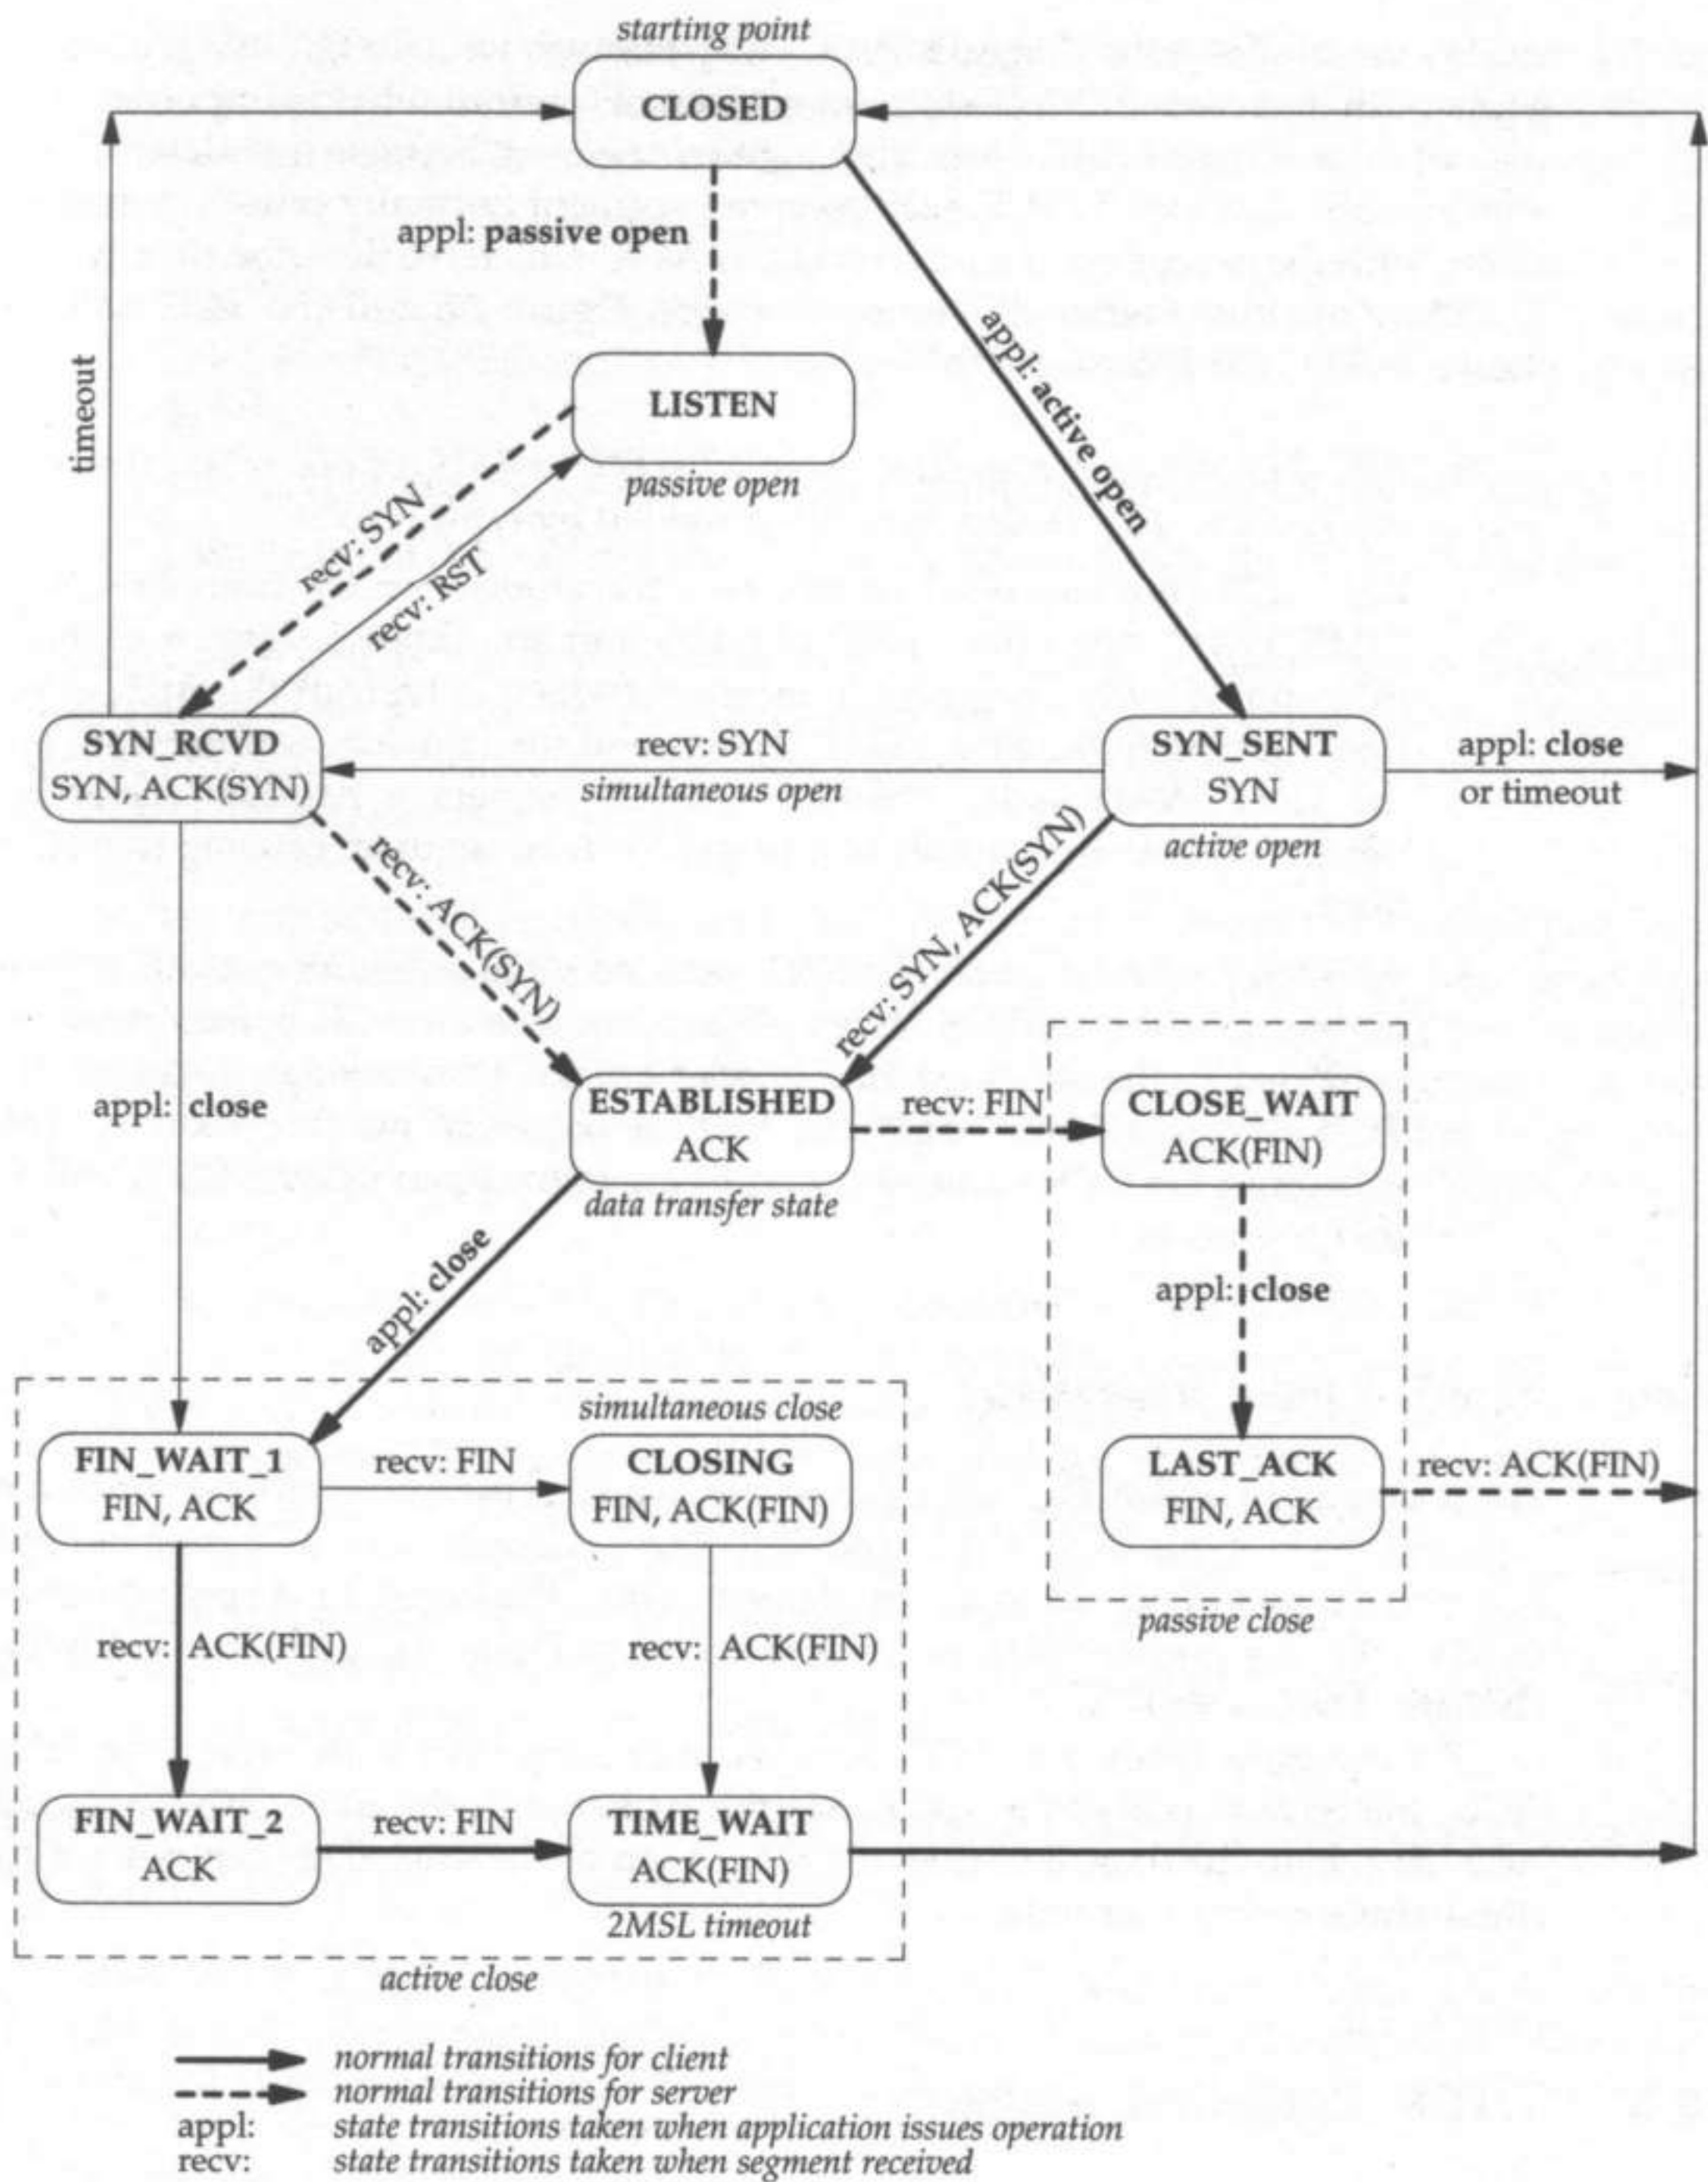 starting point
CLOSED
appl: passive open
appl: active open
timeout
LISTEN
passive open
recv: SYN
recv: RST
SYN_RCVD
SYN, ACK(SYN)
recv: SYN
simultaneous open
SYN_SENT
SYN
active open
appl: close
or timeout
recv: ACK(SYN)
recv: SYN, ACK(SYN)
appl: close
ESTABLISHED
ACK
data transfer state
recv: FIN
CLOSE_WAIT
ACK(FIN)
appl: close
appl: close
simultaneous close
FIN_WAIT_1
FIN, ACK
recv: FIN
CLOSING
FIN, ACK(FIN)
LAST_ACK
FIN, ACK
recv: ACK(FIN)
passive close
recv: ACK(FIN)
recv: ACK(FIN)
FIN_WAIT_2
ACK
recv: FIN
TIME_WAIT
ACK(FIN)
2MSL timeout
active close
normal transitions for client
normal transitions for server
appl: state transitions taken when application issues operation
recv: state transitions taken when segment received